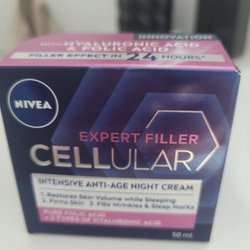 INNOVATION
WITH HYALURONIC ACID
& FOLIC ACID
FILLER EFFECT IN 24 HOURS*
NIVEA
EXPERT FILLER
CELLULAR
INTENSIVE ANTI-AGE NIGHT CREAM
1. Restores Skin Volume while Sleeping
2. Firms Skin 3. Fills Wrinkles & Sleep Marks
PURE FOLIC ACID
+ 2 TYPES OF HYALURONIC ACID
50 ml